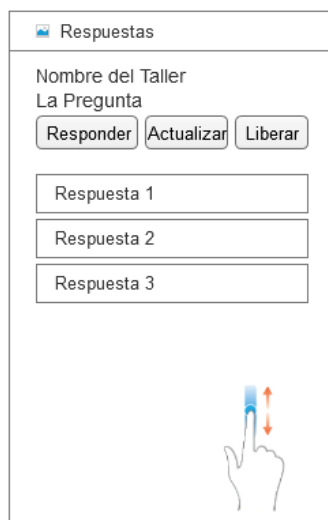 Respuestas
Nombre del Taller
La Pregunta
Responder Actualizar Liberar
Respuesta 1
Respuesta 2
Respuesta 3